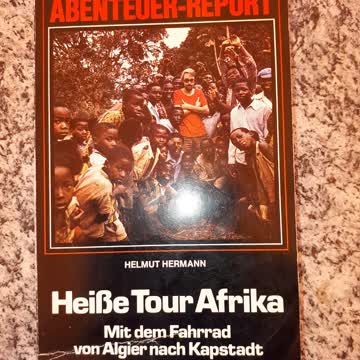 ABENTEUER-REPORT
HELMUT HERMANN
Heiße Tour Afrika
Mit dem Fahrrad
von Algier nach Kapstadt